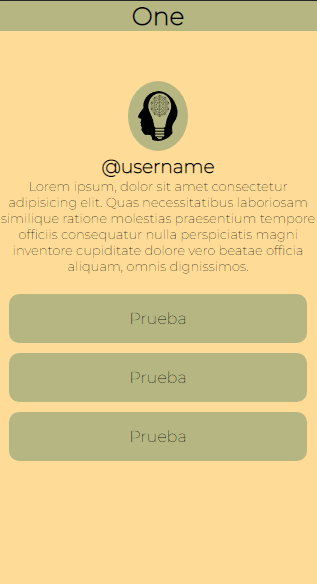 One
@username
Lorem ipsum, dolor sit amet consectetur
adipisicing elit. Quas necessitatibus laboriosam
similique ratione molestias praesentium tempore
officiis consequatur nulla perspiciatis magni
inventore cupiditate dolore vero beatae officia
aliquam, omnis dignissimos.
Prueba
Prueba
Prueba